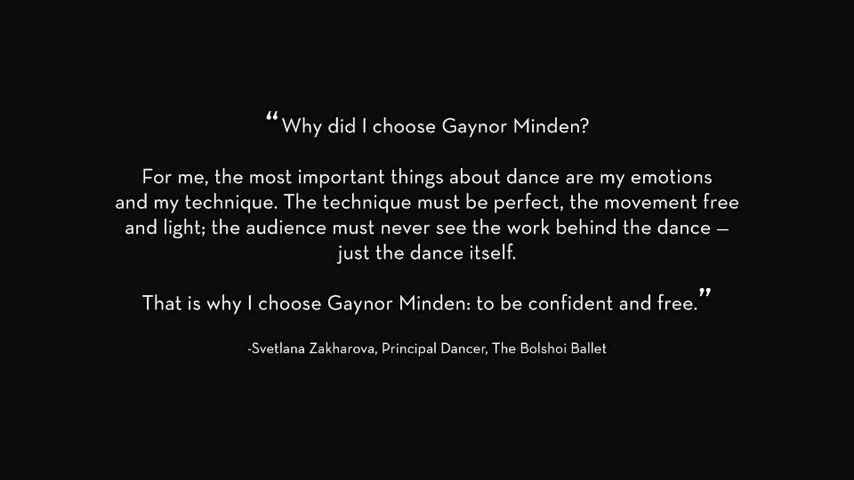 “Why did I choose Gaynor Minden?
For me, the most important things about dance are my emotions
and my technique. The technique must be perfect, the movement free
and light; the audience must never see the work behind the dance —
just the dance itself.
That is why I choose Gaynor Minden: to be confident and free.”
-Svetlana Zakharova, Principal Dancer, The Bolshoi Ballet